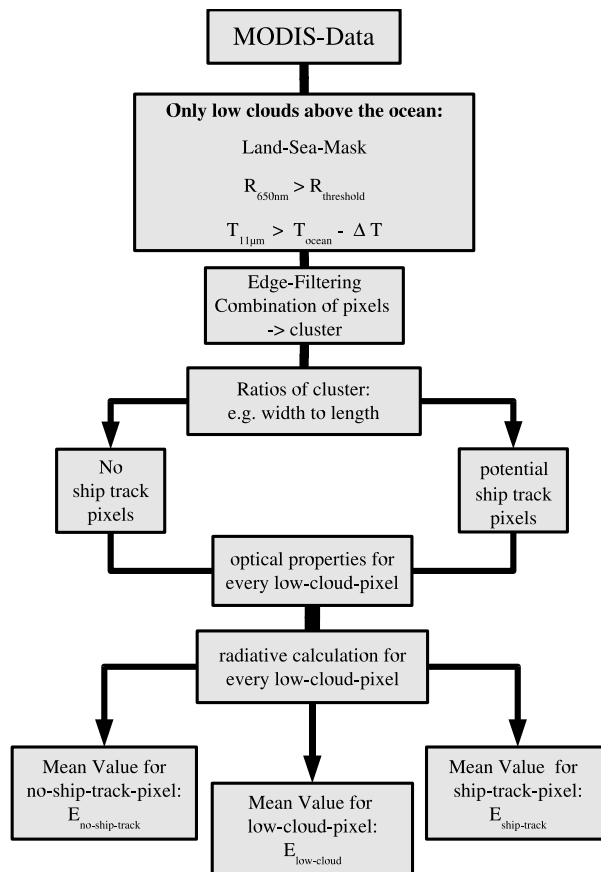 MODIS-Data
Only low clouds above the ocean:
Land-Sea-Mask
R650nm > Rthreshold
T11µm > Tocean - Δ T
Edge-Filtering
Combination of pixels
-> cluster
Ratios of cluster:
e.g. width to length
No
ship track
pixels
potential
ship track
pixels
optical properties for
every low-cloud-pixel
radiative calculation for
every low-cloud-pixel
Mean Value for
no-ship-track-pixel:
Eno-ship-track
Mean Value for
low-cloud-pixel:
Elow-cloud
Mean Value for
ship-track-pixel:
Eship-track